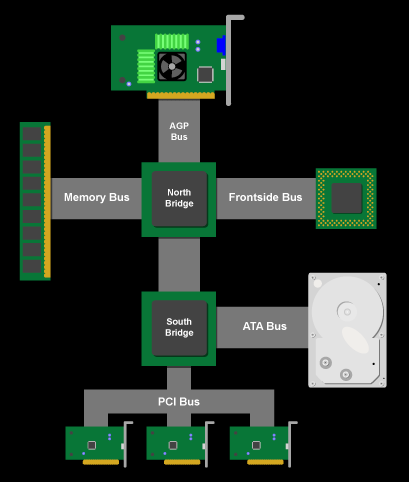 AGP
Bus
Memory Bus
North
Bridge
Frontside Bus
South
Bridge
ATA Bus
PCI Bus